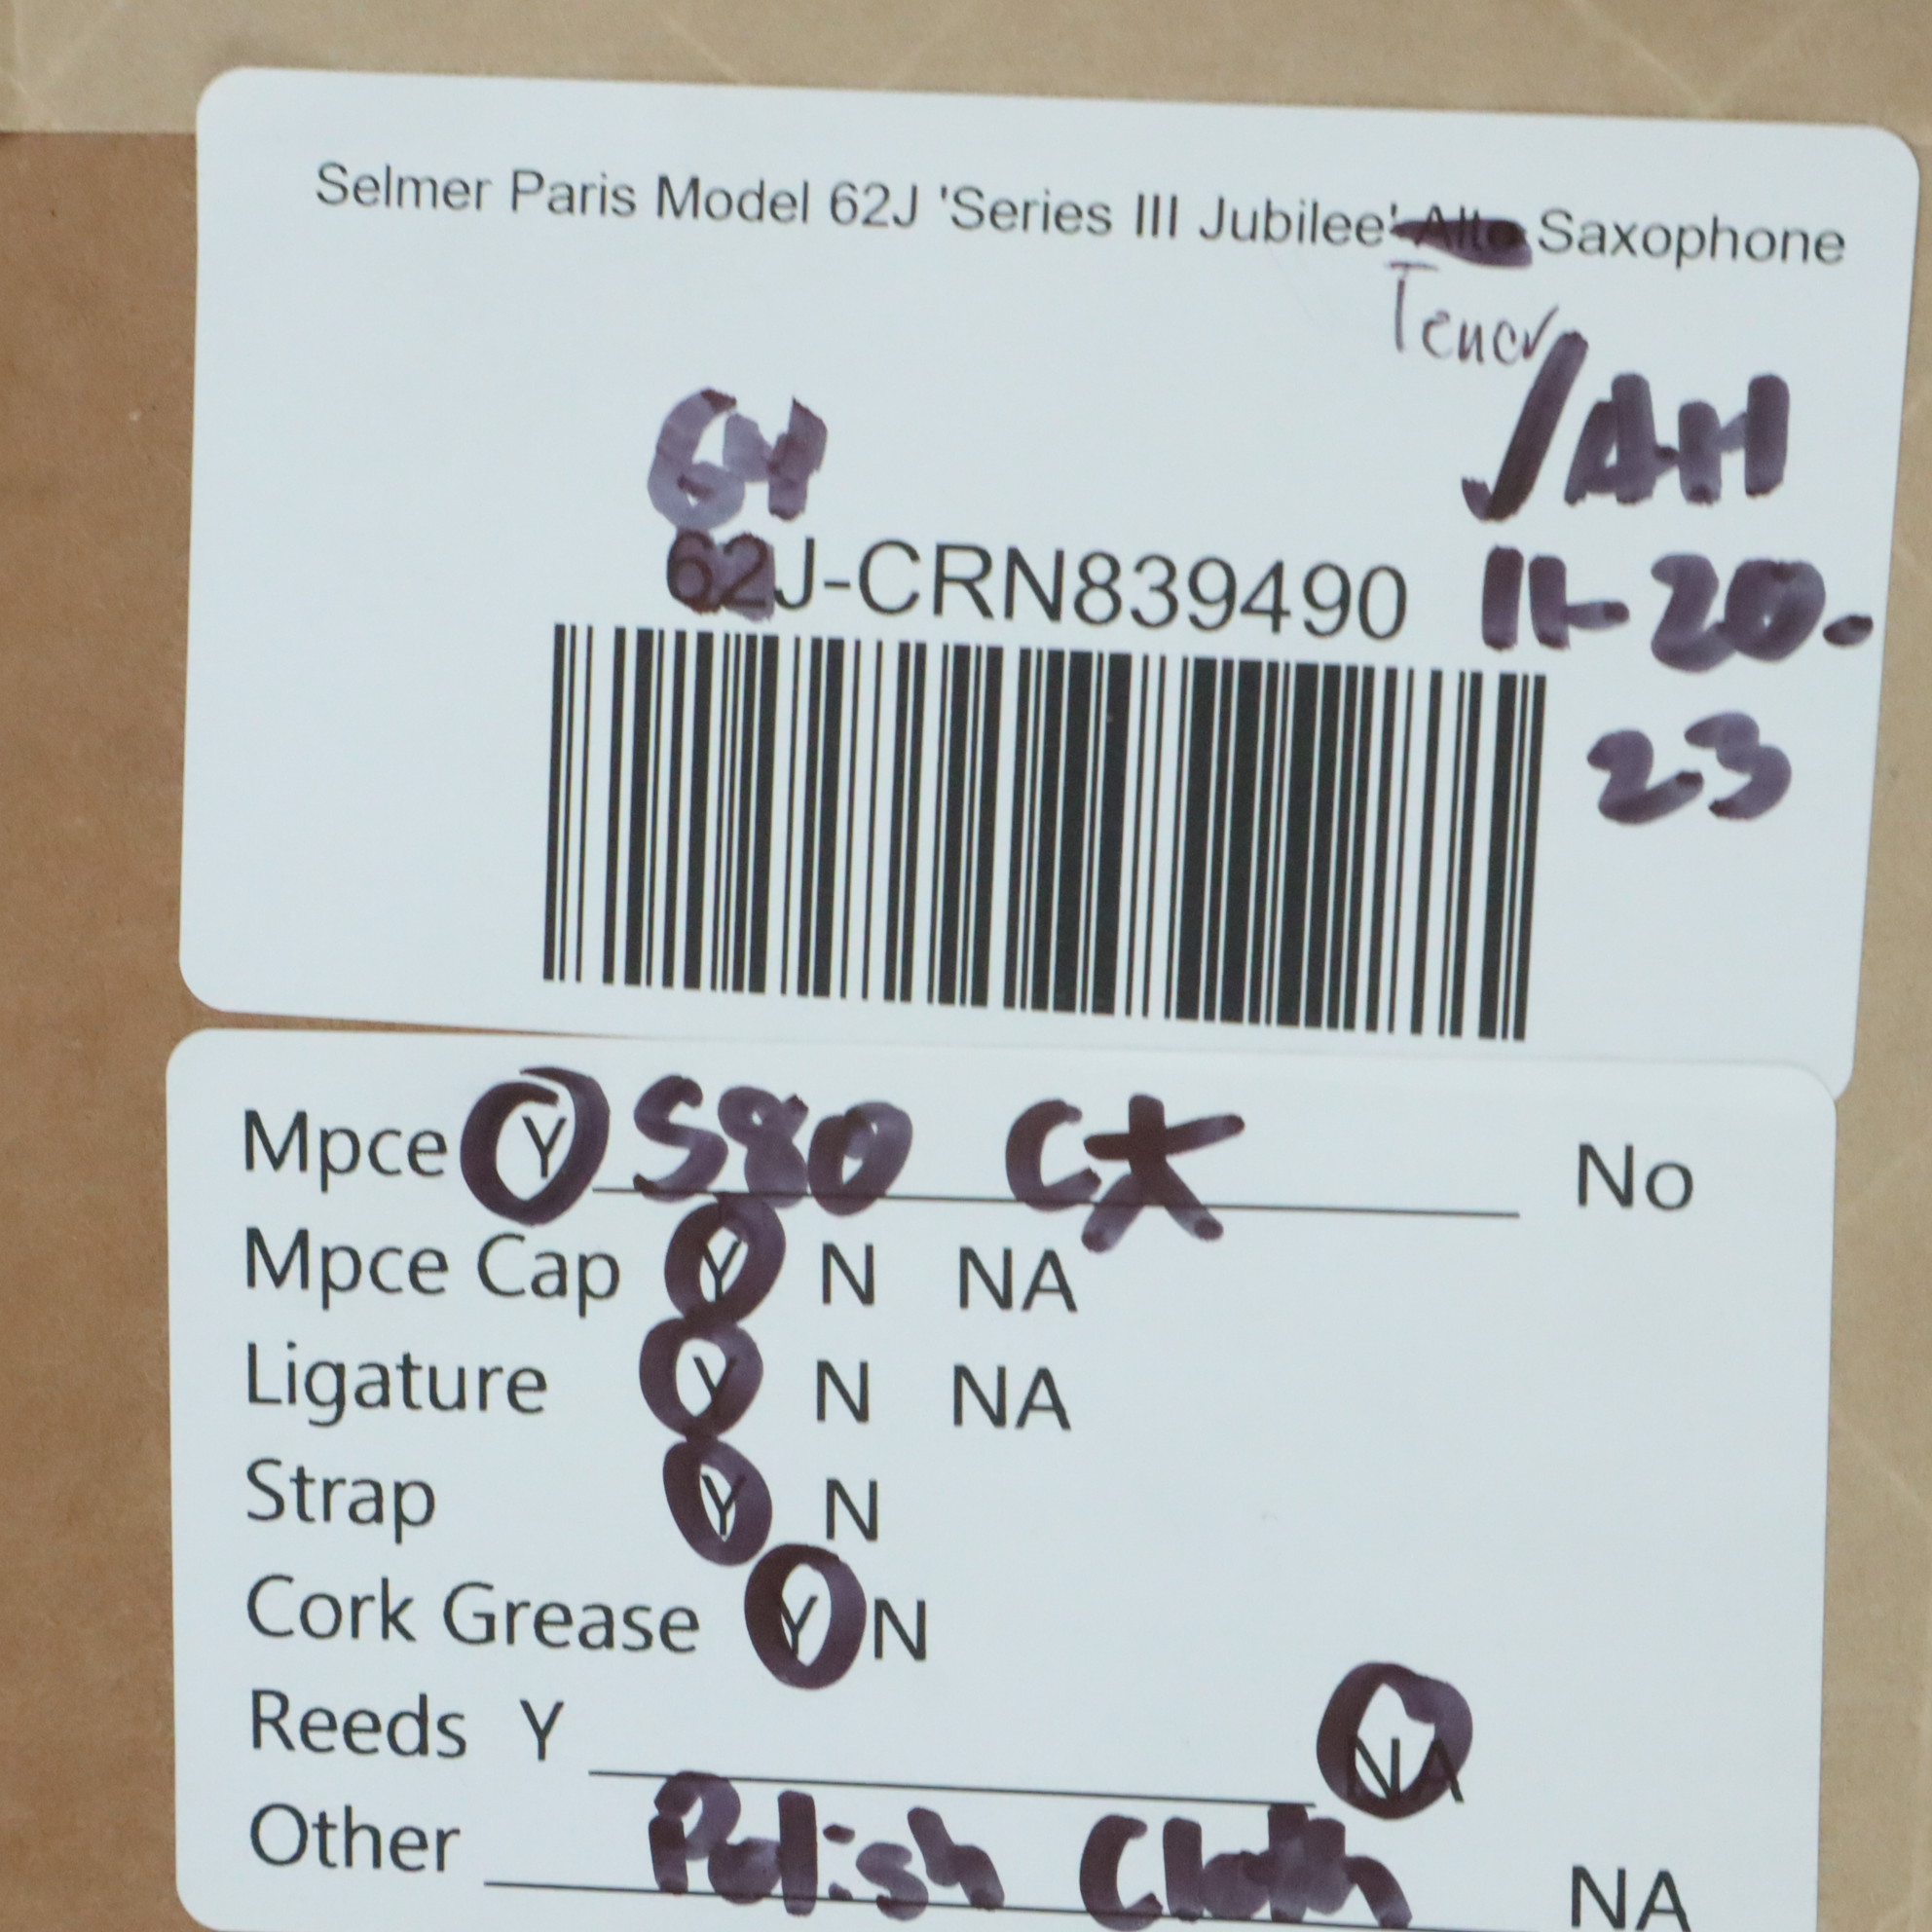 Selmer Paris Model 62J 'Series III Jubilee' Alto Saxophone
Tenor
64
JAH
62J-CRN839490
11-20-
23
Mpce Y S80 C* No
Mpce Cap Y N NA
Ligature Y N NA
Strap Y N
Cork Grease Y N
Reeds Y NA
Other Polish Cloth NA